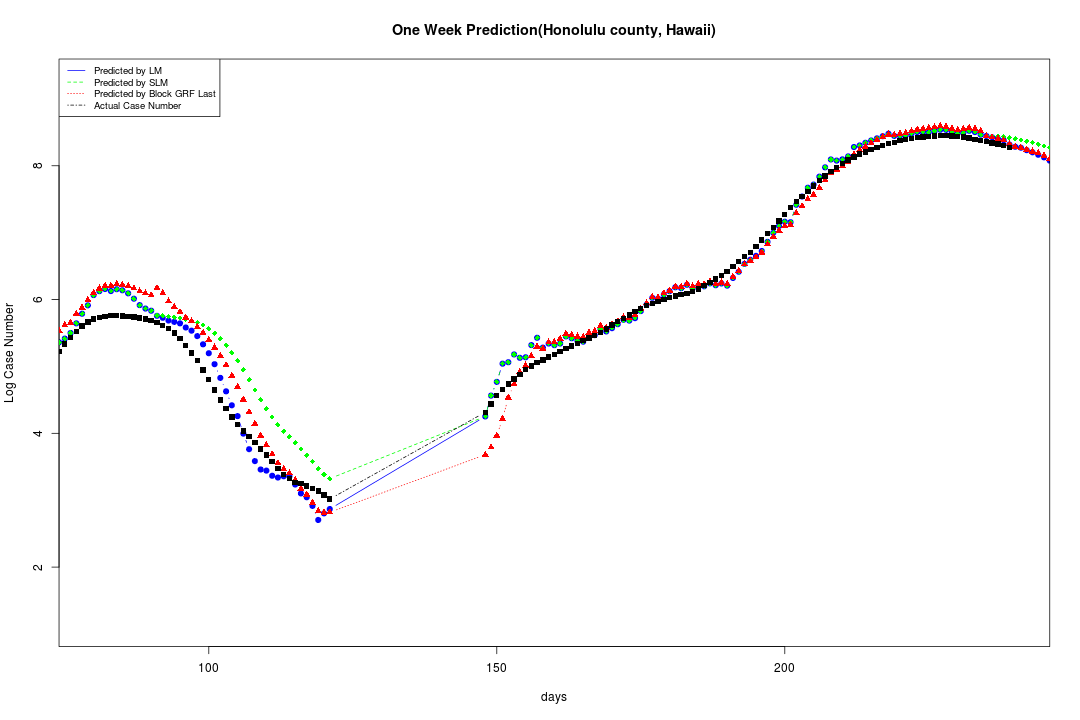 One Week Prediction(Honolulu county, Hawaii)
Predicted by LM
Predicted by SLM
Predicted by Block GRF Last
Actual Case Number
8
6
4
2
Log Case Number
100 150 200
days